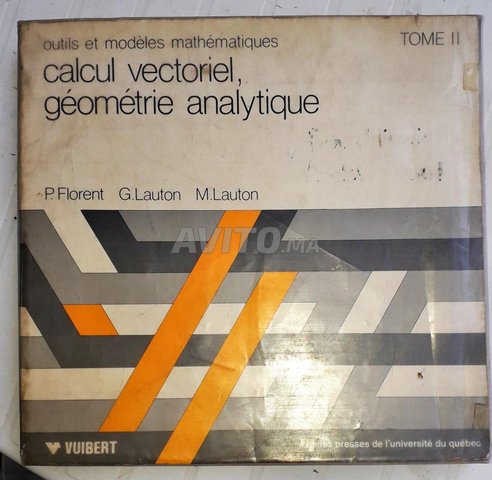 outils et modèles mathématiques
TOME II
calcul vectoriel,
géométrie analytique
P. Florent G. Lauton M. Lauton
AVITO.MA
VUIBERT
les presses de l'université du québec